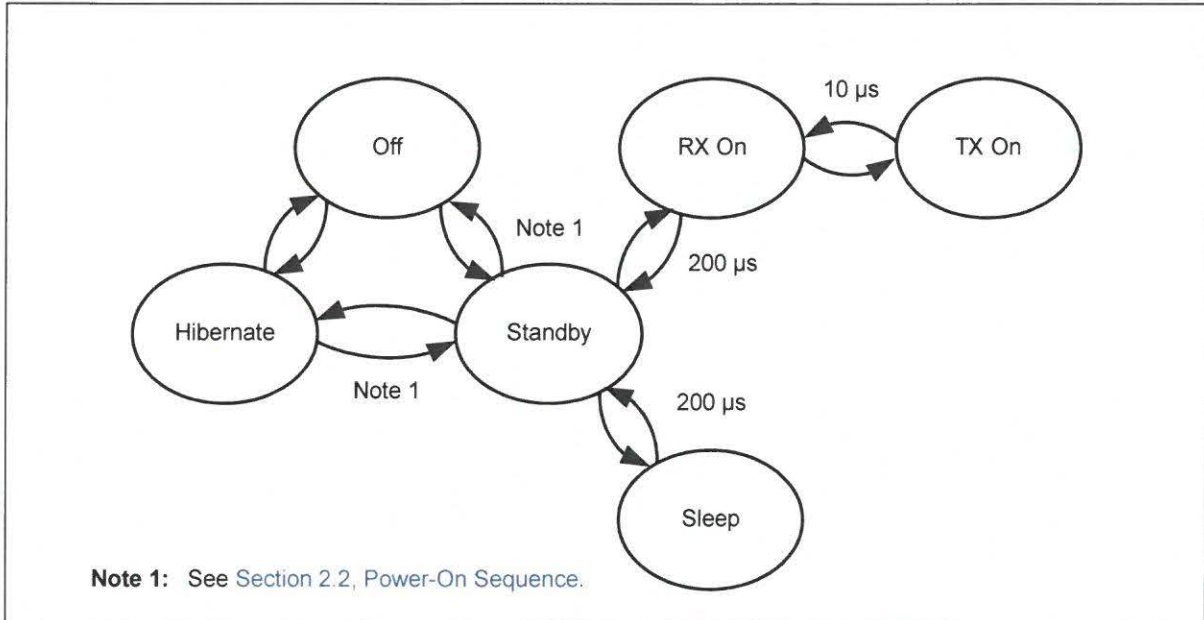 Off
RX On
10 µs
TX On
Note 1
200 µs
Hibernate
Standby
Note 1
200 µs
Sleep
Note 1: See Section 2.2, Power-On Sequence.